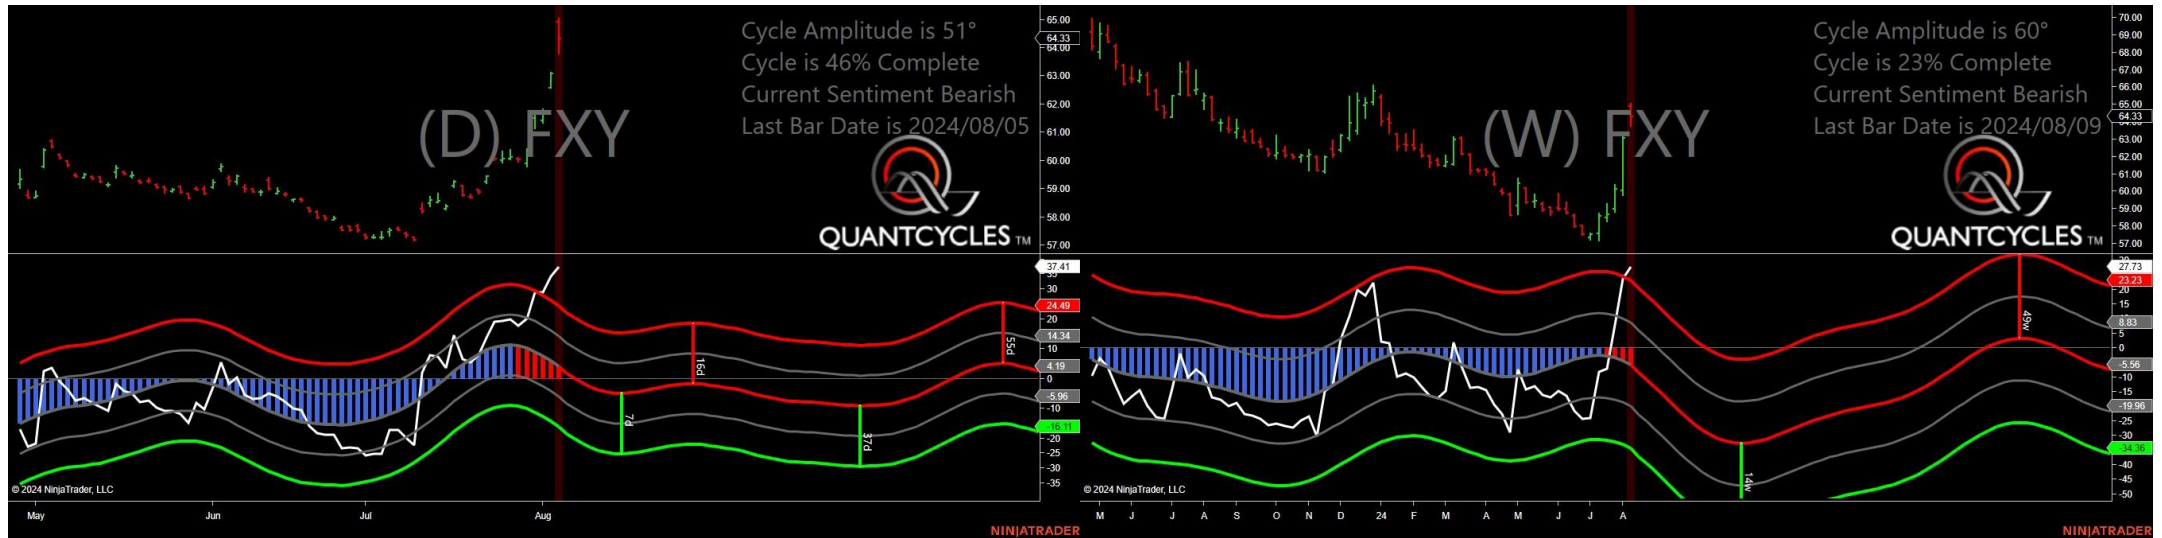 Cycle Amplitude is 51°
Cycle is 46% Complete
Current Sentiment Bearish
Last Bar Date is 2024/08/05
(D) FXY
QUANTCYCLES TM
65.00
64.33
64.00
63.00
62.00
61.00
60.00
59.00
58.00
57.00
37.41
35
30
24.49
20
14.34
10
4.19
0
-5.96
-10
-16.11
-20
-25
-30
-35
7d
16d
37d
55d
© 2024 NinjaTrader, LLC
May Jun Jul Aug
NINJATRADER
Cycle Amplitude is 60°
Cycle is 23% Complete
Current Sentiment Bearish
Last Bar Date is 2024/08/09
(W) FXY
QUANTCYCLES TM
70.00
69.00
68.00
67.00
66.00
65.00
64.33
63.00
62.00
61.00
60.00
59.00
58.00
57.00
27.73
23.23
20
15
8.83
0
-5.56
-10
-15
-19.96
-25
-30
-34.36
-40
-45
-50
14w
49w
© 2024 NinjaTrader, LLC
M J J A S O N D 24 F M A M J J A
NINJATRADER